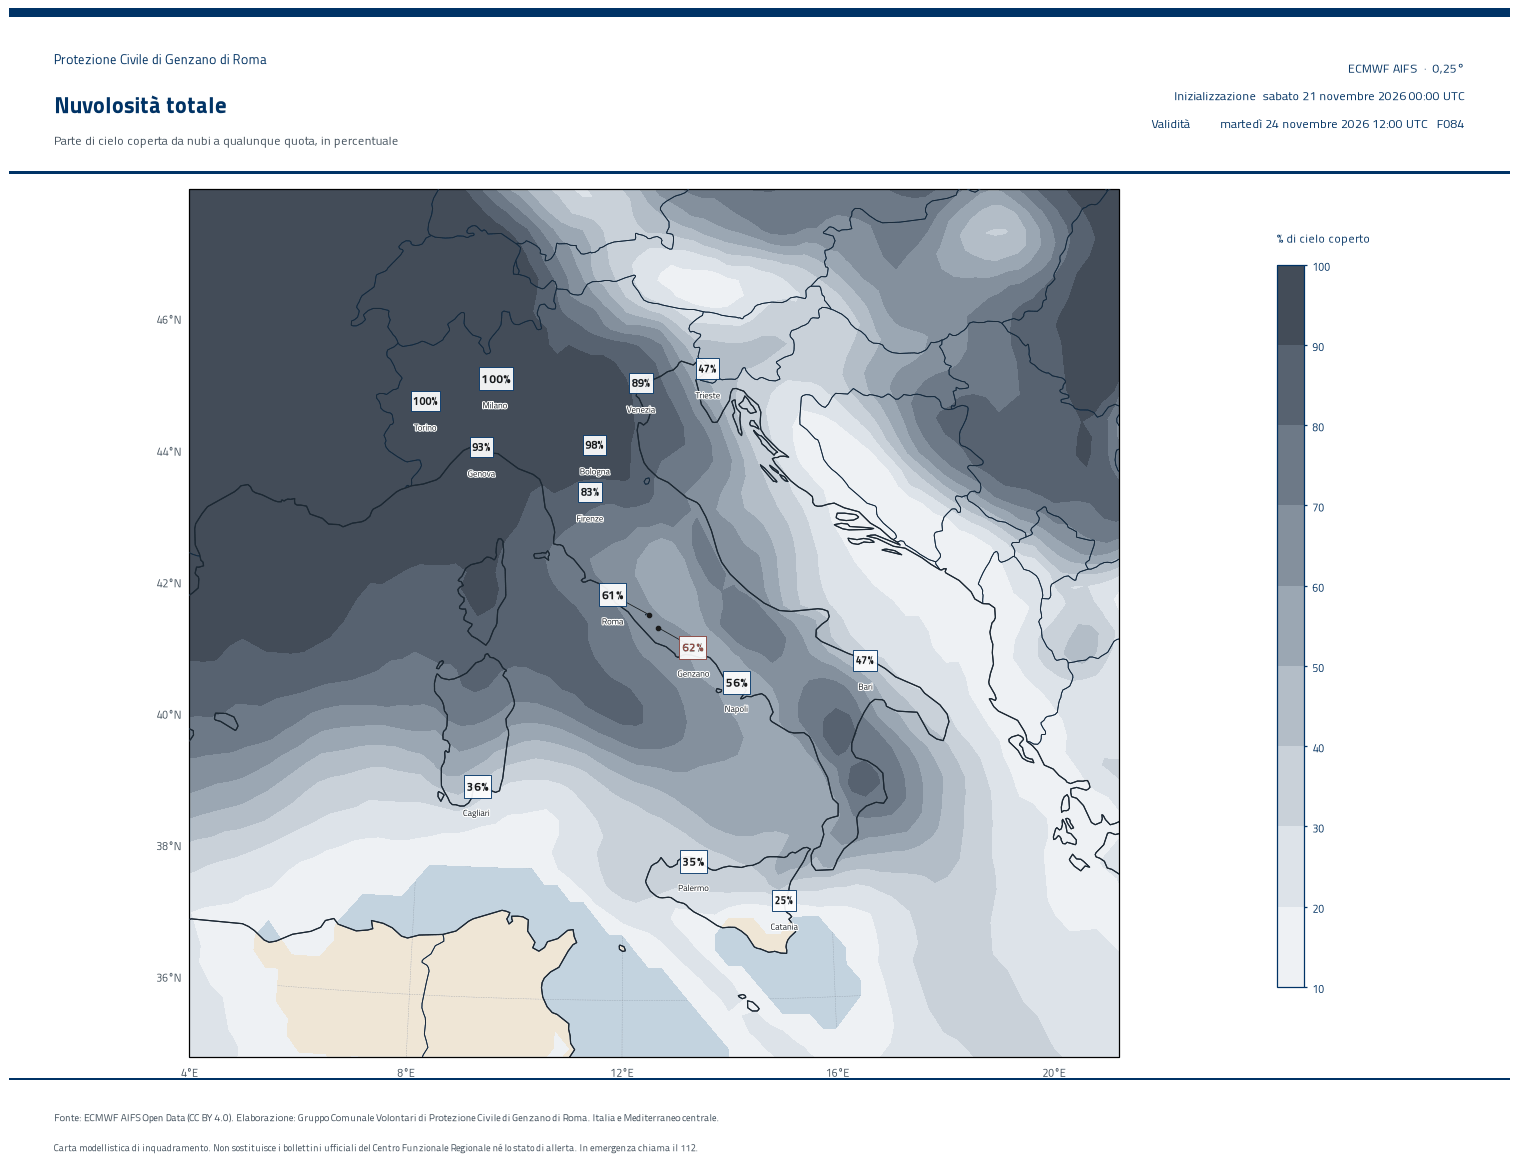 Protezione Civile di Genzano di Roma
Nuvolosità totale
Parte di cielo coperta da nubi a qualunque quota, in percentuale
ECMWF AIFS · 0,25°
Inizializzazione sabato 21 novembre 2026 00:00 UTC
Validità martedì 24 novembre 2026 12:00 UTC F084
% di cielo coperto
100
90
80
70
60
50
40
30
20
10
46°N
44°N
42°N
40°N
38°N
36°N
4°E
8°E
12°E
16°E
20°E
100%
Milano
100%
Torino
93%
Genova
98%
Bologna
83%
Firenze
89%
Venezia
47%
Trieste
61%
Roma
62%
Genzano
56%
Napoli
47%
Bari
36%
Cagliari
35%
Palermo
25%
Catania
Fonte: ECMWF AIFS Open Data (CC BY 4.0). Elaborazione: Gruppo Comunale Volontari di Protezione Civile di Genzano di Roma. Italia e Mediterraneo centrale.
Carta modellistica di inquadramento. Non sostituisce i bollettini ufficiali del Centro Funzionale Regionale né lo stato di allerta. In emergenza chiama il 112.